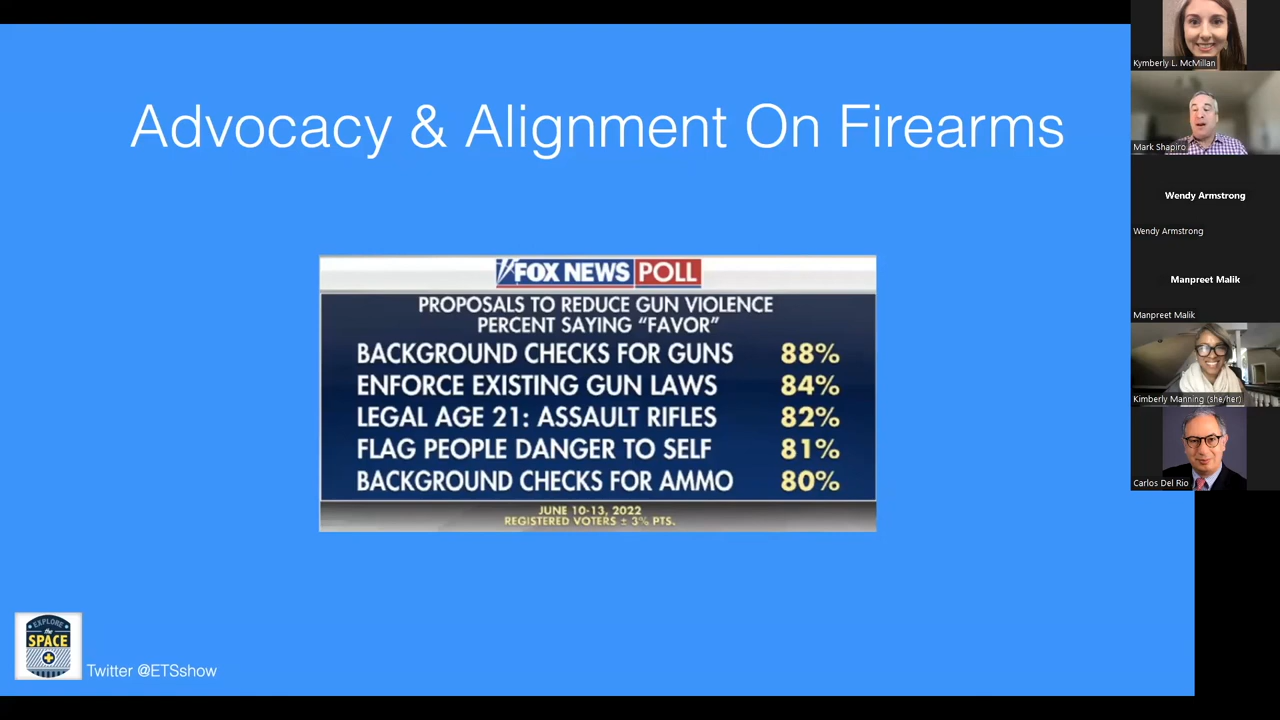 Advocacy & Alignment On Firearms
FOX NEWS POLL
PROPOSALS TO REDUCE GUN VIOLENCE
PERCENT SAYING “FAVOR”
BACKGROUND CHECKS FOR GUNS 88%
ENFORCE EXISTING GUN LAWS 84%
LEGAL AGE 21: ASSAULT RIFLES 82%
FLAG PEOPLE DANGER TO SELF 81%
BACKGROUND CHECKS FOR AMMO 80%
JUNE 10-13, 2022
REGISTERED VOTERS ± 3% PTS.
EXPLORE
the
SPACE
Twitter @ETSshow
Kymberly L. McMillan
Mark Shapiro
Wendy Armstrong
Wendy Armstrong
Manpreet Malik
Manpreet Malik
Kimberly Manning (she/her)
Carlos Del Rio